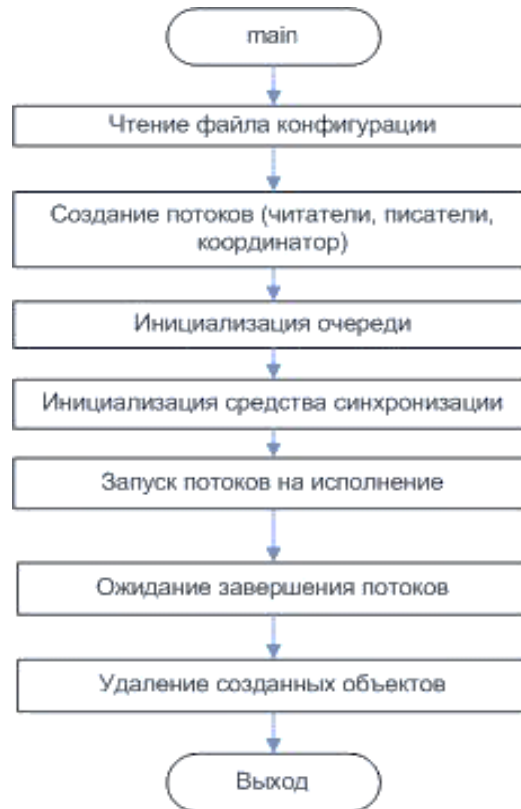 main
Чтение файла конфигурации
Создание потоков (читатели, писатели,
координатор)
Инициализация очереди
Инициализация средства синхронизации
Запуск потоков на исполнение
Ожидание завершения потоков
Удаление созданных объектов
Выход